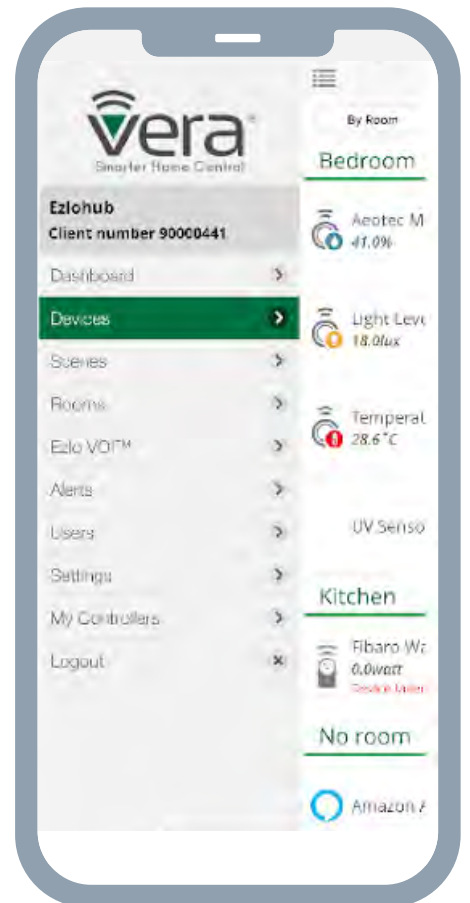 vera®
Smarter Home Control
Ezlohub
Client number 90000441
Dashboard
Devices
Scenes
Rooms
Ezlo VOI™
Alerts
Users
Settings
My Controllers
Logout
By Room
Bedroom
Aeotec M
41.0%
Light Leve
18.0lux
Temperat
28.6°C
UV Senso
Kitchen
Fibaro Wa
0.0watt
No room
Amazon A